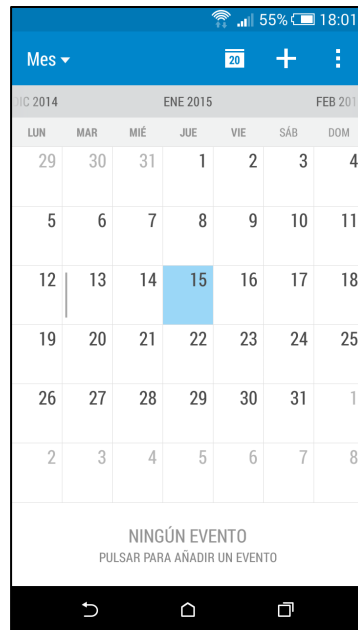 55% 18:01
Mes 20
DIC 2014 ENE 2015 FEB 201
LUN MAR MIÉ JUE VIE SÁB DOM
29 30 31 1 2 3 4
5 6 7 8 9 10 11
12 13 14 15 16 17 18
19 20 21 22 23 24 25
26 27 28 29 30 31 1
2 3 4 5 6 7 8
NINGÚN EVENTO
PULSAR PARA AÑADIR UN EVENTO